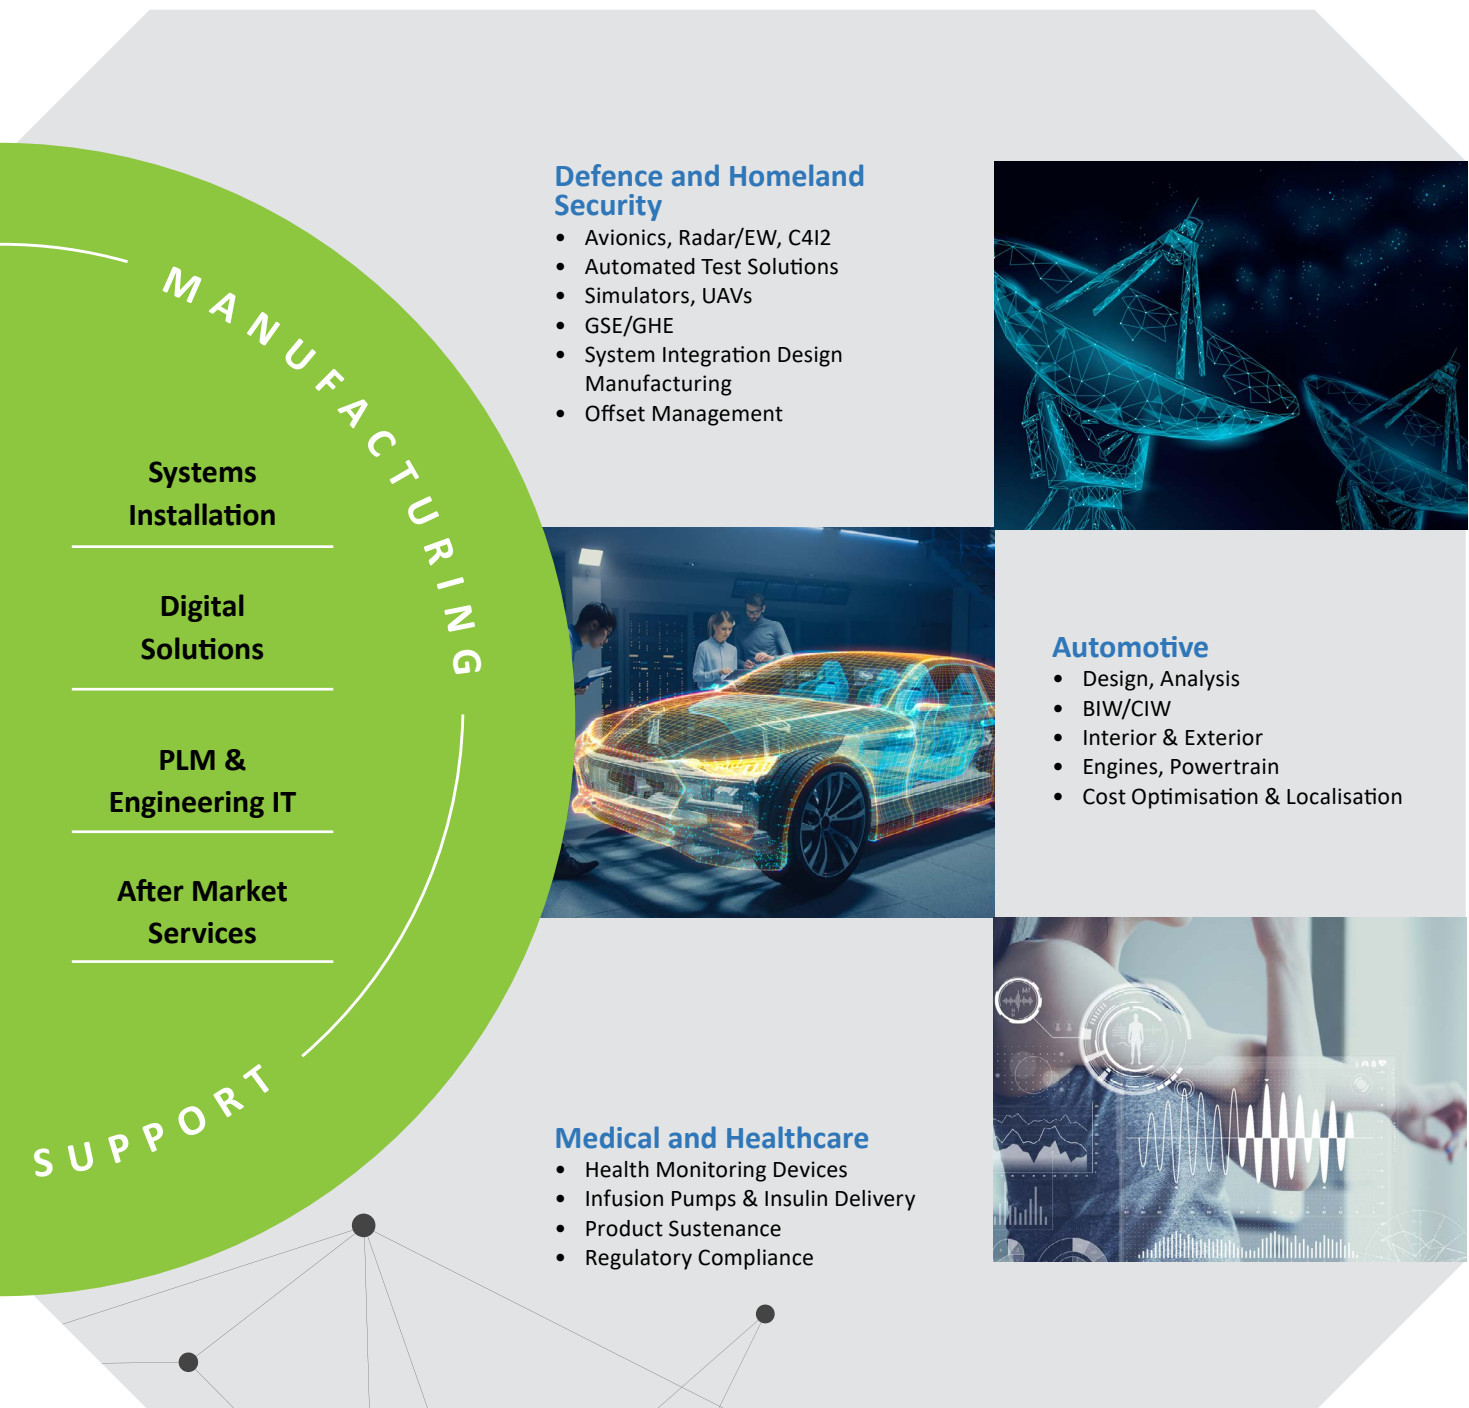 MANUFACTURING
Systems
Installation
Digital
Solutions
PLM &
Engineering IT
After Market
Services
SUPPORT
Defence and Homeland
Security
• Avionics, Radar/EW, C4I2
• Automated Test Solutions
• Simulators, UAVs
• GSE/GHE
• System Integration Design
Manufacturing
• Offset Management
Automotive
• Design, Analysis
• BIW/CIW
• Interior & Exterior
• Engines, Powertrain
• Cost Optimisation & Localisation
Medical and Healthcare
• Health Monitoring Devices
• Infusion Pumps & Insulin Delivery
• Product Sustenance
• Regulatory Compliance